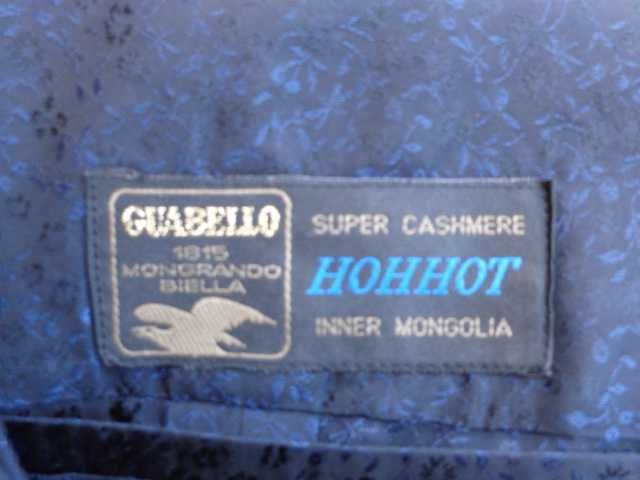 GUABELLO
1815
MONGRANDO
BIELLA
SUPER CASHMERE
HOHHOT
INNER MONGOLIA